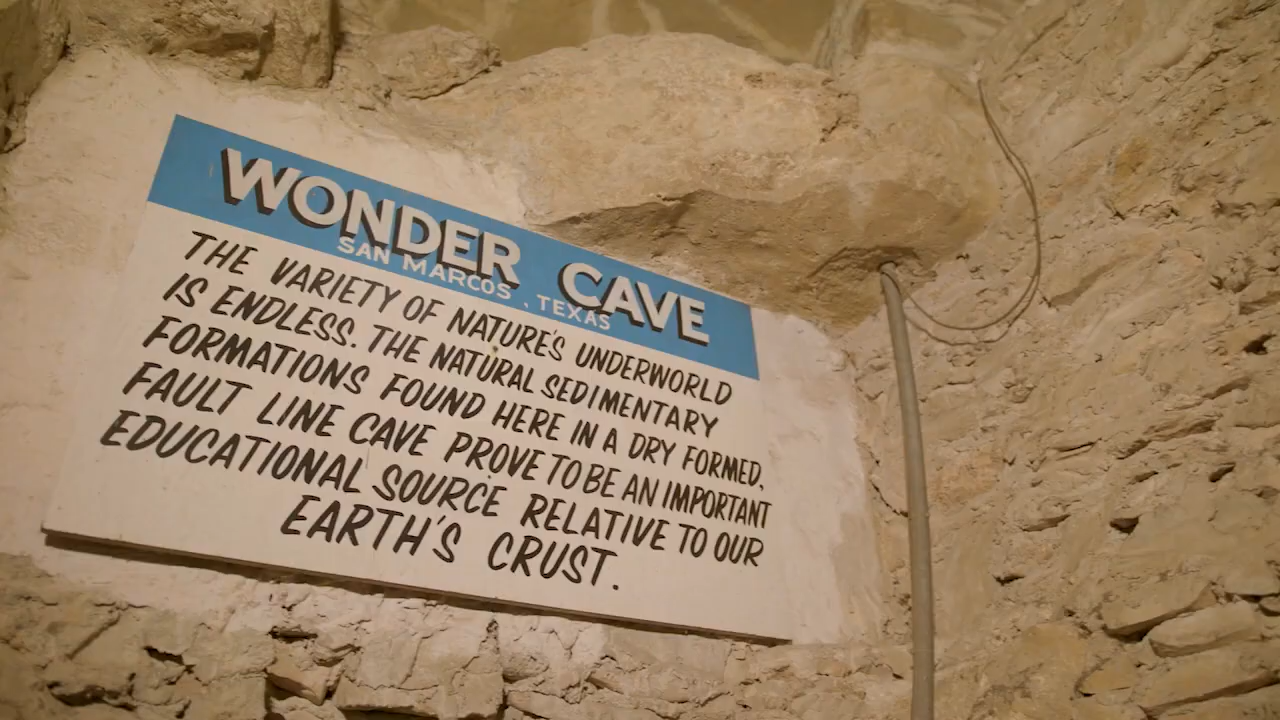 WONDER CAVE
SAN MARCOS, TEXAS
THE VARIETY OF NATURE'S UNDERWORLD
IS ENDLESS. THE NATURAL SEDIMENTARY
FORMATIONS FOUND HERE IN A DRY FORMED,
FAULT LINE CAVE PROVE TO BE AN IMPORTANT
EDUCATIONAL SOURCE RELATIVE TO OUR
EARTH'S CRUST.